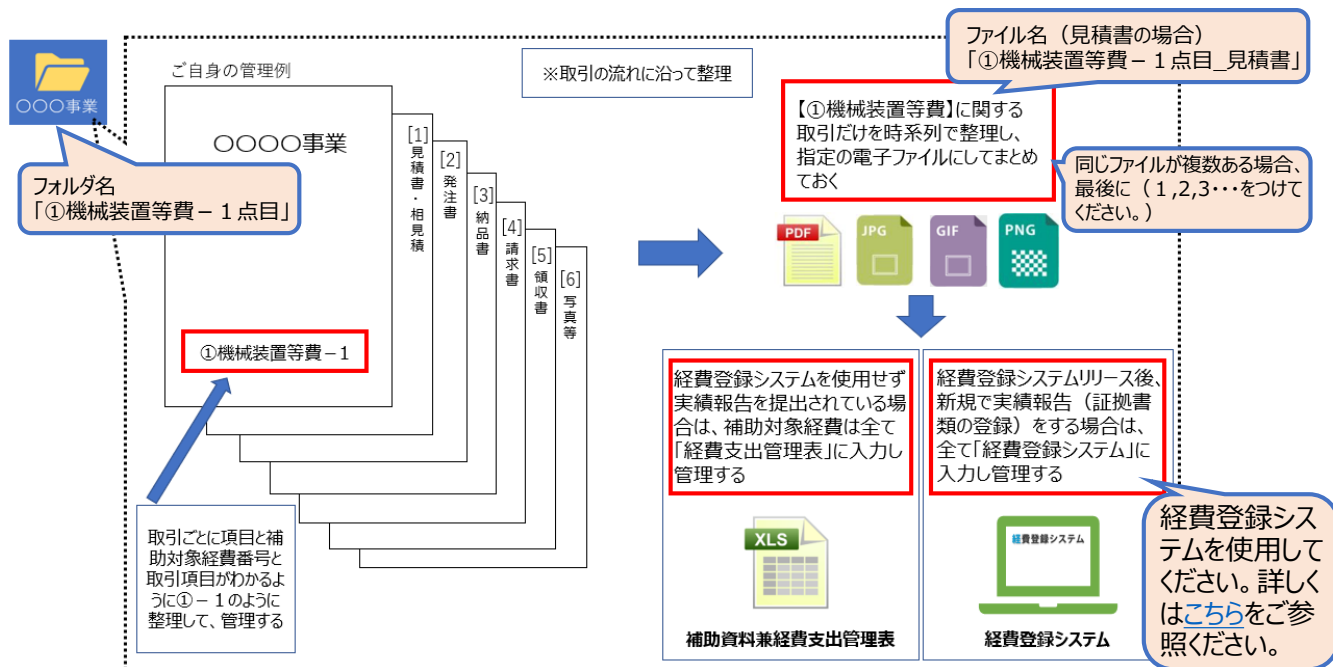 〇〇〇事業
フォルダ名
「①機械装置等費－１点目」
ご自身の管理例
〇〇〇〇事業
①機械装置等費－1
[1]見積書・相見積
[2]発注書
[3]納品書
[4]請求書
[5]領収書
[6]写真等
取引ごとに項目と補
助対象経費番号と
取引項目がわかるよ
うに①－１のように
整理して、管理する
※取引の流れに沿って整理
ファイル名（見積書の場合）
「①機械装置等費－１点目_見積書」
【①機械装置等費】に関する
取引だけを時系列で整理し、
指定の電子ファイルにしてまとめ
ておく
同じファイルが複数ある場合、
最後に（１,2,3・・・をつけて
ください。）
PDF
JPG
GIF
PNG
経費登録システムを使用せず
実績報告を提出されている場
合は、補助対象経費は全て
「経費支出管理表」に入力し
管理する
XLS
補助資料兼経費支出管理表
経費登録システムリリース後、
新規で実績報告（証拠書
類の登録）をする場合は、
全て「経費登録システム」に
入力し管理する
経費登録システム
経費登録システム
経費登録シス
テムを使用して
ください。詳しく
はこちらをご参
照ください。